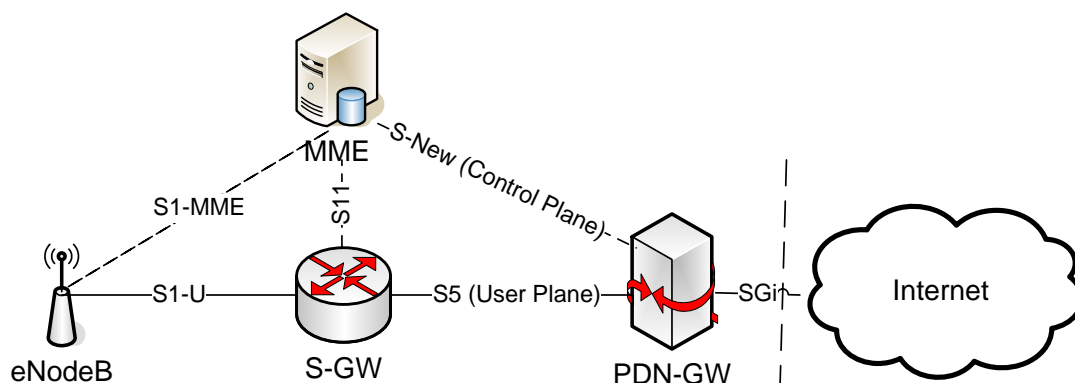 MME
S-New (Control Plane)
S1-MME
S11
S1-U
S5 (User Plane)
SGi
Internet
eNodeB
S-GW
PDN-GW